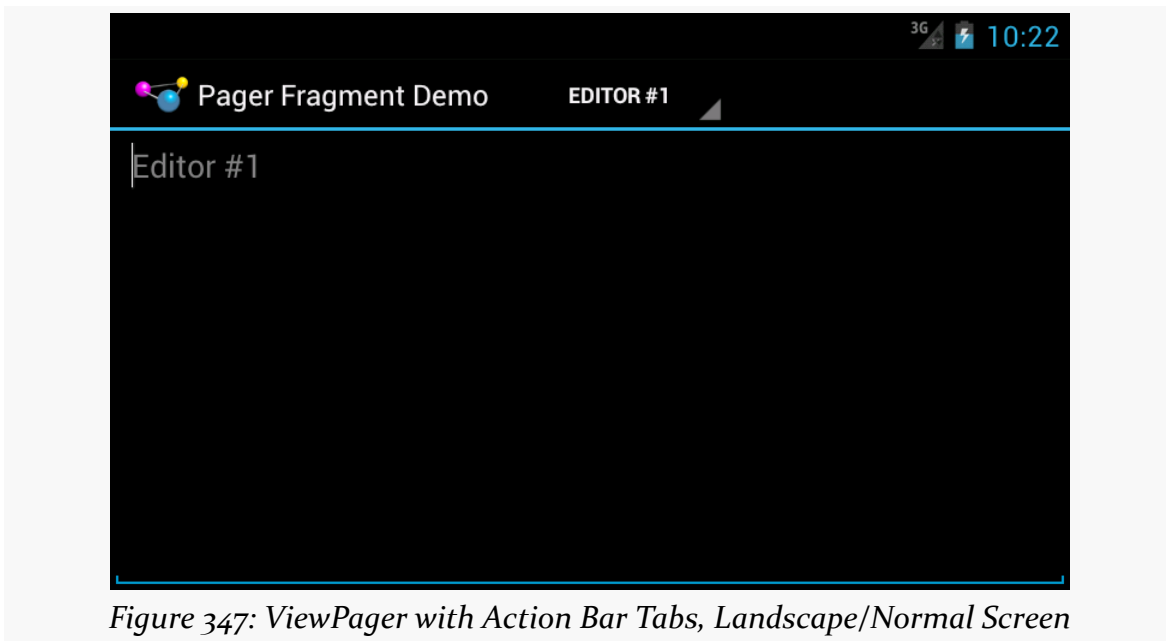 3G 10:22
Pager Fragment Demo EDITOR #1
Editor #1
Figure 347: ViewPager with Action Bar Tabs, Landscape/Normal Screen